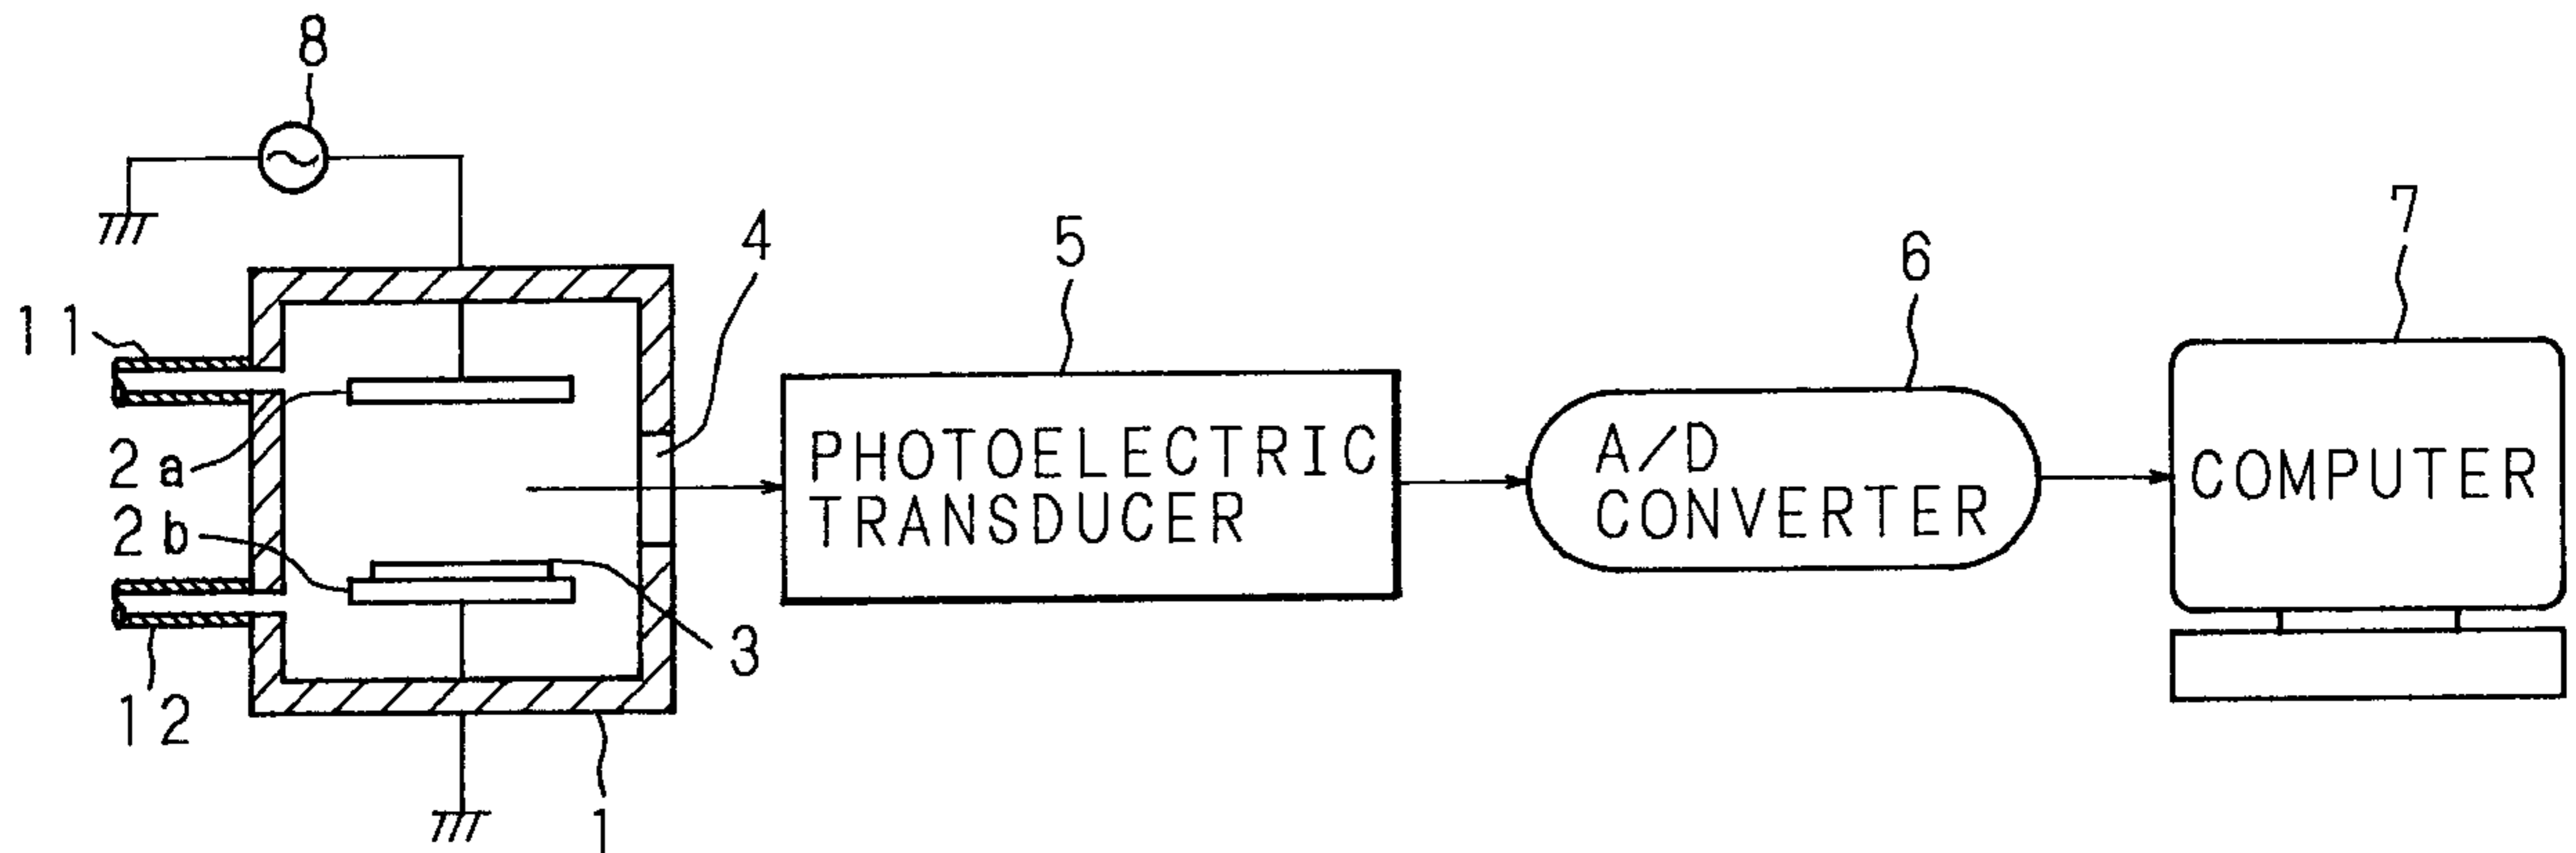 8
4
5
6
7
11
PHOTOELECTRIC
TRANSDUCER
A/D
CONVERTER
COMPUTER
2a
2b
3
12
1